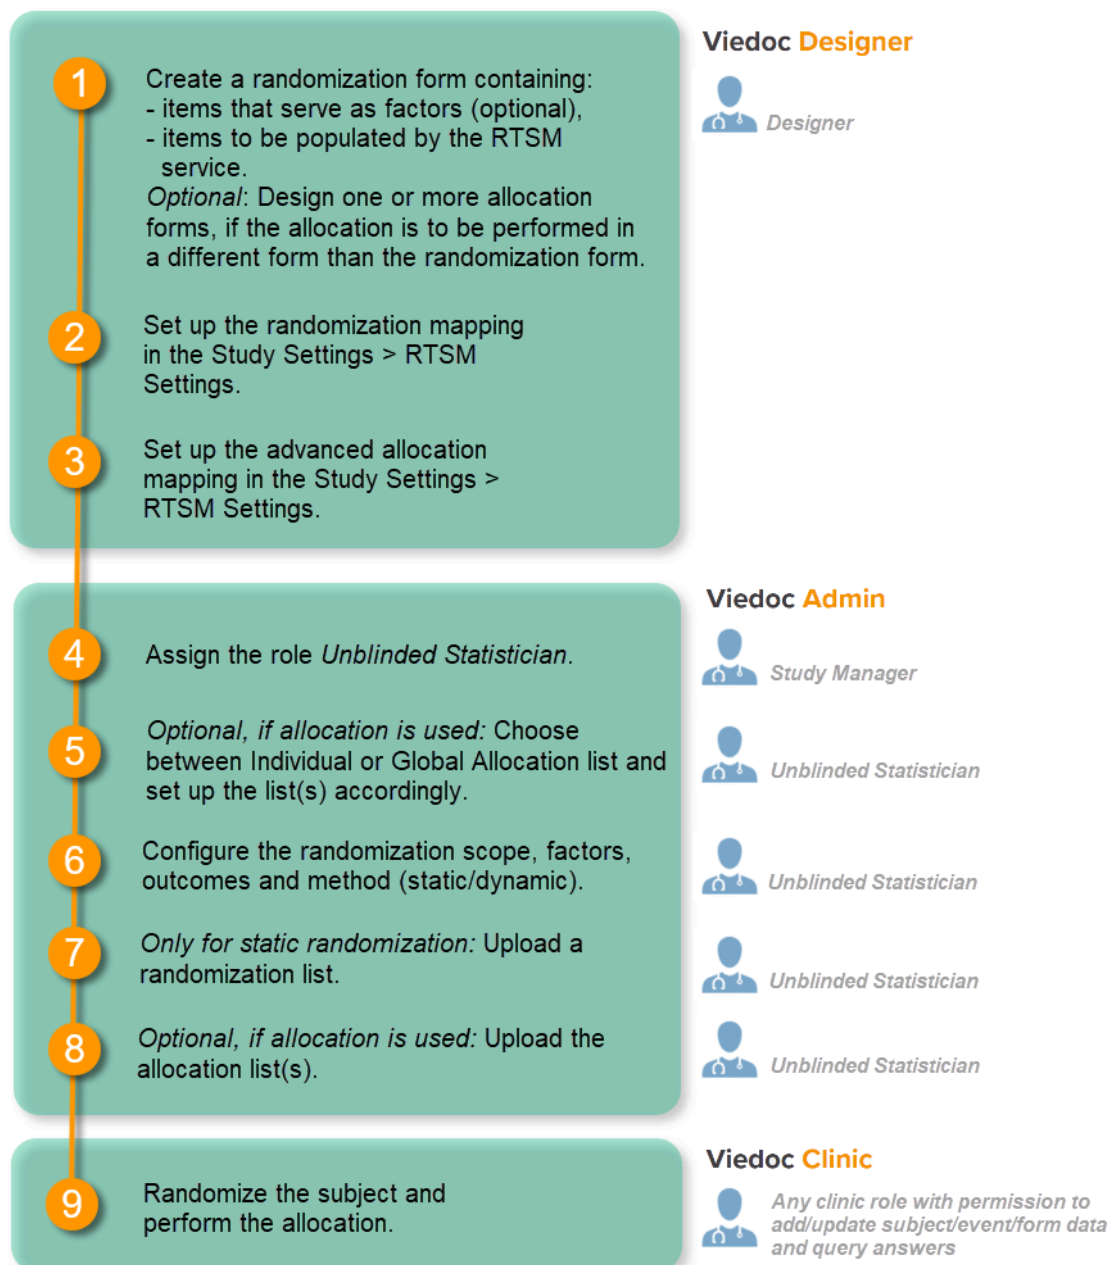 Viedoc Designer
Designer
1
Create a randomization form containing:
- items that serve as factors (optional),
- items to be populated by the RTSM
service.
Optional: Design one or more allocation
forms, if the allocation is to be performed in
a different form than the randomization form.
2
Set up the randomization mapping
in the Study Settings > RTSM
Settings.
3
Set up the advanced allocation
mapping in the Study Settings >
RTSM Settings.
Viedoc Admin
4
Assign the role Unblinded Statistician.
Study Manager
5
Optional, if allocation is used: Choose
between Individual or Global Allocation list and
set up the list(s) accordingly.
Unblinded Statistician
6
Configure the randomization scope, factors,
outcomes and method (static/dynamic).
Unblinded Statistician
7
Only for static randomization: Upload a
randomization list.
Unblinded Statistician
8
Optional, if allocation is used: Upload the
allocation list(s).
Unblinded Statistician
Viedoc Clinic
9
Randomize the subject and
perform the allocation.
Any clinic role with permission to
add/update subject/event/form data
and query answers